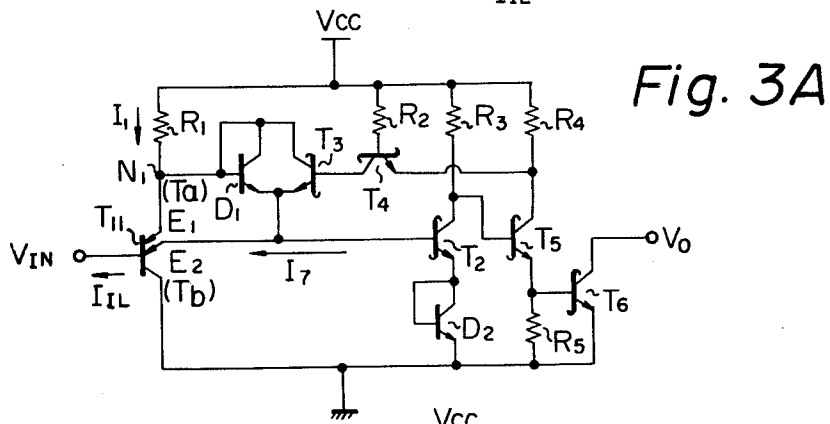 IIL
VCC
Fig. 3A
I1
R1
R2
R3
R4
T3
N1
(Ta)
D1
T4
T11
E1
VIN
E2
I7
T2
T5
VO
IIL
(Tb)
D2
T6
R5
VCC